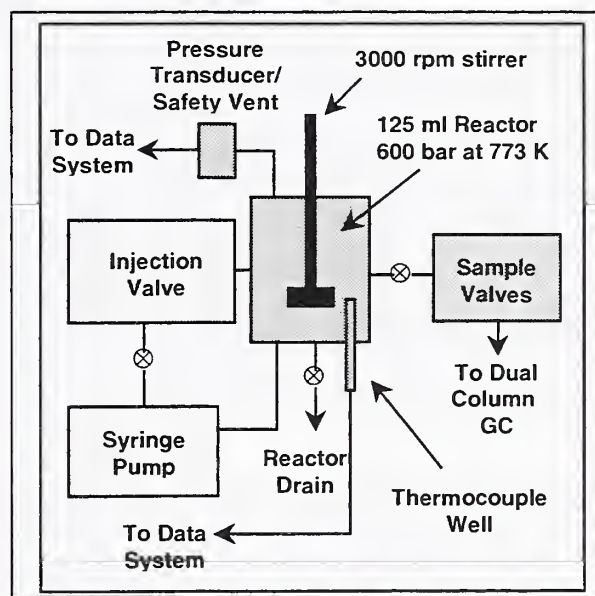 Pressure
Transducer/
Safety Vent
3000 rpm stirrer
To Data
System
125 ml Reactor
600 bar at 773 K
Injection
Valve
Sample
Valves
To Dual
Column
GC
Syringe
Pump
Reactor
Drain
Thermocouple
Well
To Data
System